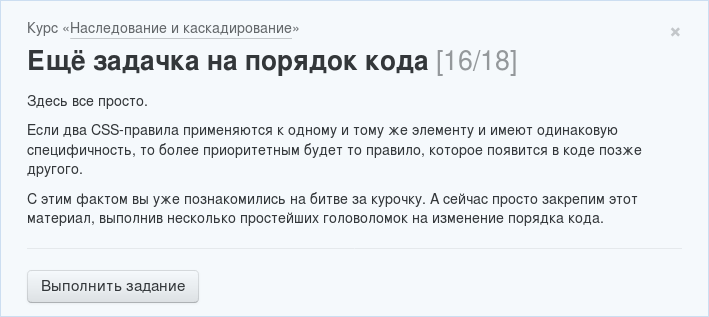 Курс «Наследование и каскадирование»
×
Ещё задачка на порядок кода [16/18]
Здесь все просто.
Если два CSS-правила применяются к одному и тому же элементу и имеют одинаковую
специфичность, то более приоритетным будет то правило, которое появится в коде позже
другого.
С этим фактом вы уже познакомились на битве за курочку. А сейчас просто закрепим этот
материал, выполнив несколько простейших головоломок на изменение порядка кода.
Выполнить задание